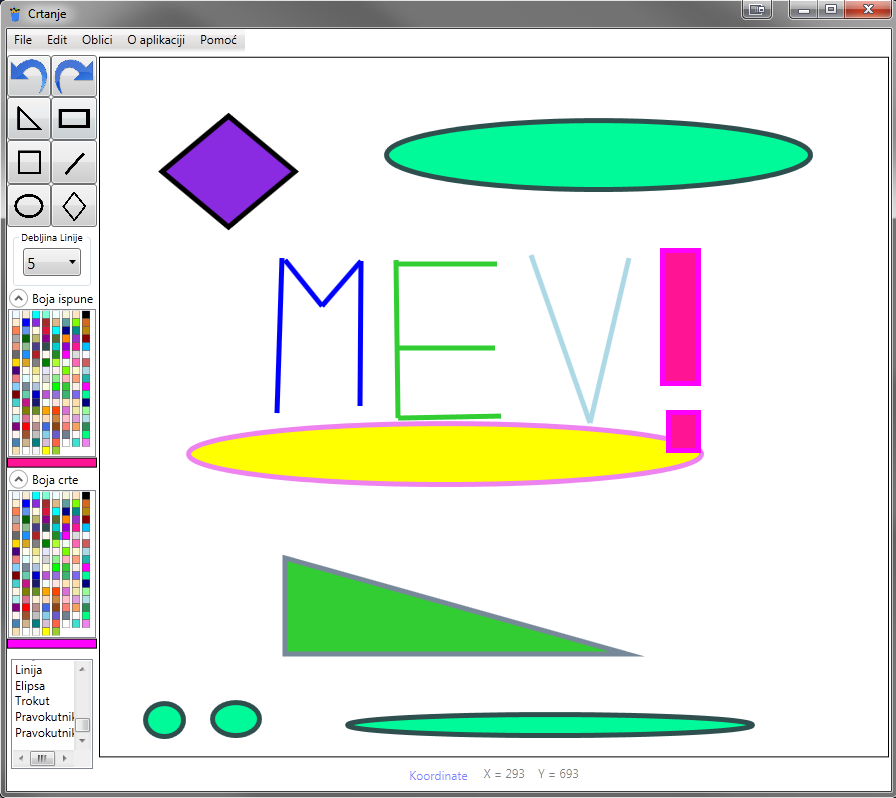 Crtanje
File Edit Oblici O aplikaciji Pomoć
Debljina Linije
5
Boja ispune
MEV!
Boja crte
Linija
Elipsa
Trokut
Pravokutnik
Pravokutnik
Koordinate X = 293 Y = 693